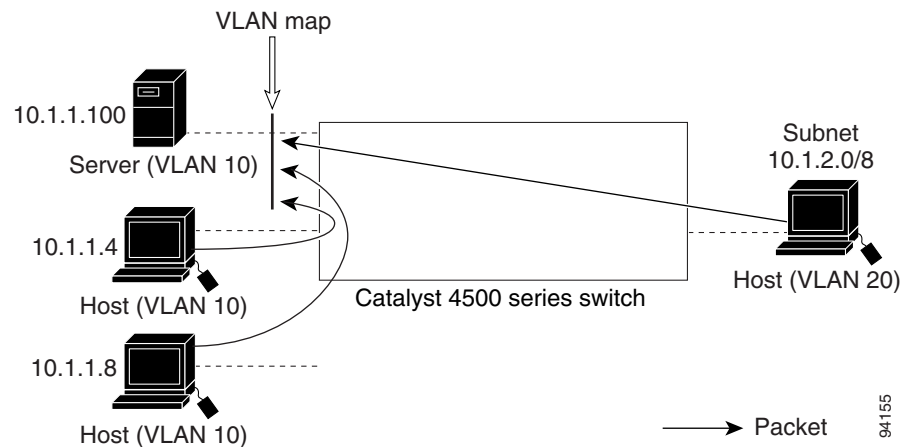 VLAN map
10.1.1.100
Server (VLAN 10)
Subnet
10.1.2.0/8
10.1.1.4
Host (VLAN 10)
Host (VLAN 20)
Catalyst 4500 series switch
10.1.1.8
Host (VLAN 10)
Packet
94155